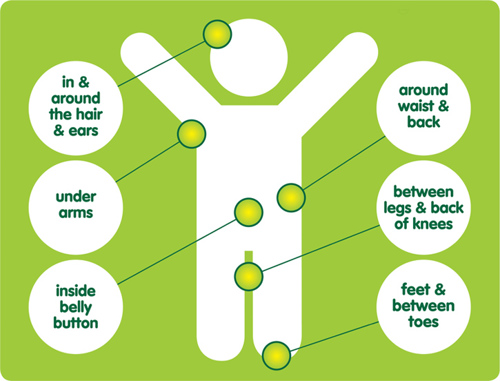 in &
around
the hair
& ears
under
arms
inside
belly
button
around
waist &
back
between
legs & back
of knees
feet &
between
toes